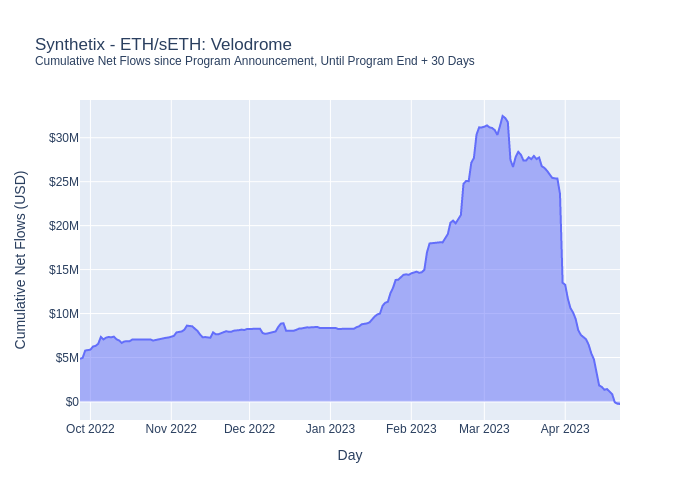 Synthetix - ETH/sETH: Velodrome
Cumulative Net Flows since Program Announcement, Until Program End + 30 Days
Cumulative Net Flows (USD)
$30M
$25M
$20M
$15M
$10M
$5M
$0
Oct 2022 Nov 2022 Dec 2022 Jan 2023 Feb 2023 Mar 2023 Apr 2023
Day